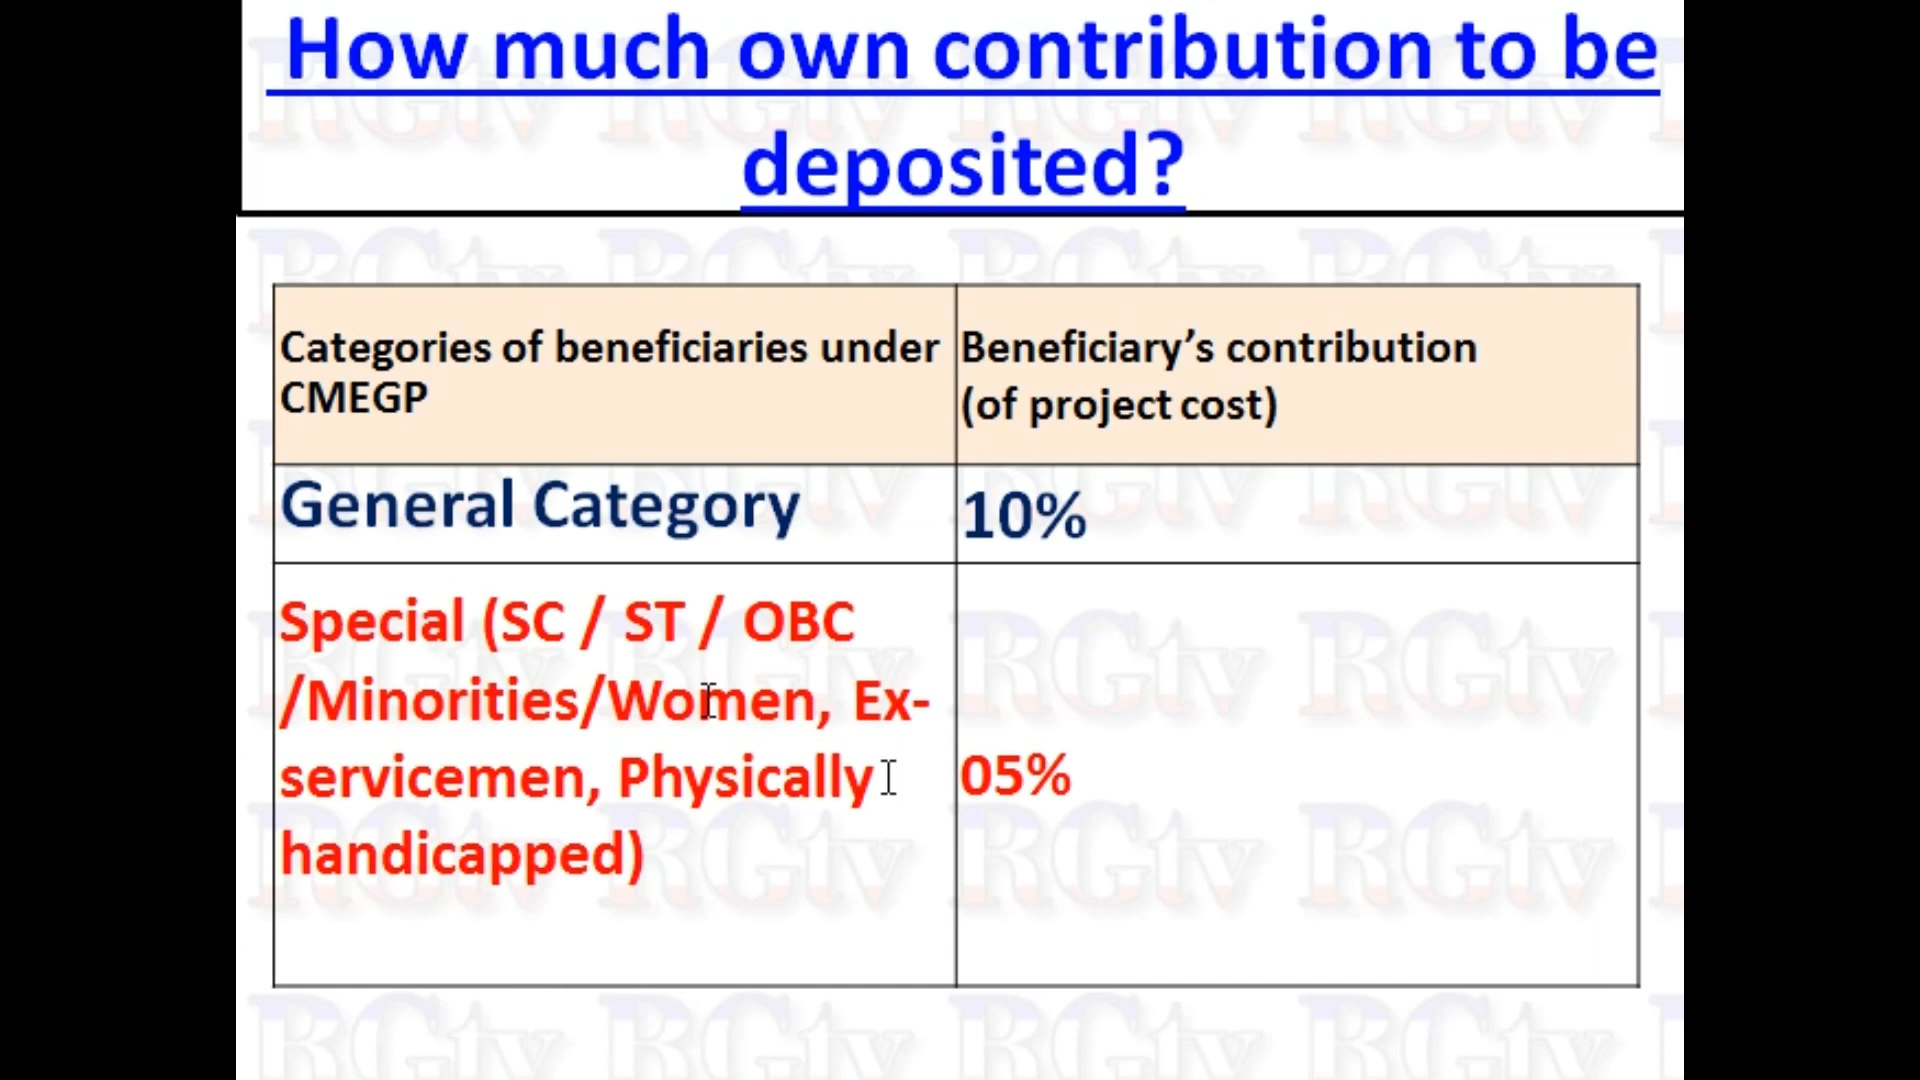 How much own contribution to be
deposited?
Categories of beneficiaries under
CMEGP
Beneficiary’s contribution
(of project cost)
General Category
10%
Special (SC / ST / OBC
/Minorities/Women, Ex-
servicemen, Physically
handicapped)
05%
RGtv